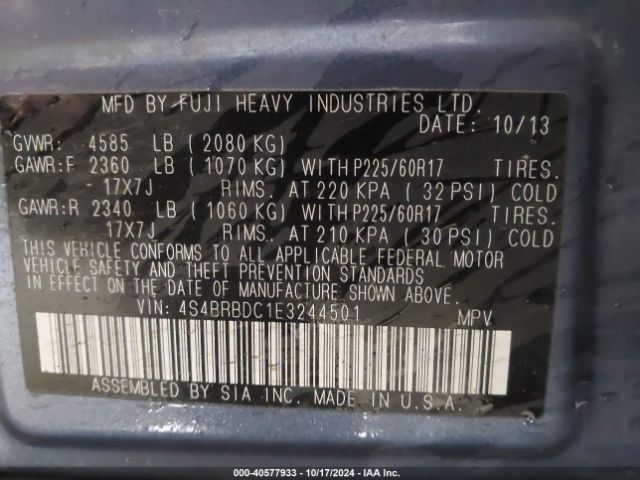 MFD BY FUJI HEAVY INDUSTRIES LTD.
DATE: 10/13
GVWR: 4585 LB ( 2080 KG)
GAWR:F 2360 LB ( 1070 KG) WITH P225/60R17 TIRES.
17X7J RIMS. AT 220 KPA ( 32 PSI) COLD
GAWR:R 2340 LB ( 1060 KG) WITH P225/60R17 TIRES.
17X7J RIMS. AT 210 KPA ( 30 PSI) COLD
THIS VEHICLE CONFORMS TO ALL APPLICABLE FEDERAL MOTOR
VEHICLE SAFETY AND THEFT PREVENTION STANDARDS
IN EFFECT ON THE DATE OF MANUFACTURE SHOWN ABOVE.
VIN: 4S4BRBDC1E3244501 MPV
ASSEMBLED BY SIA INC. MADE IN U.S.A.
000-40577933 - 10/17/2024 - IAA Holdings, LLC.